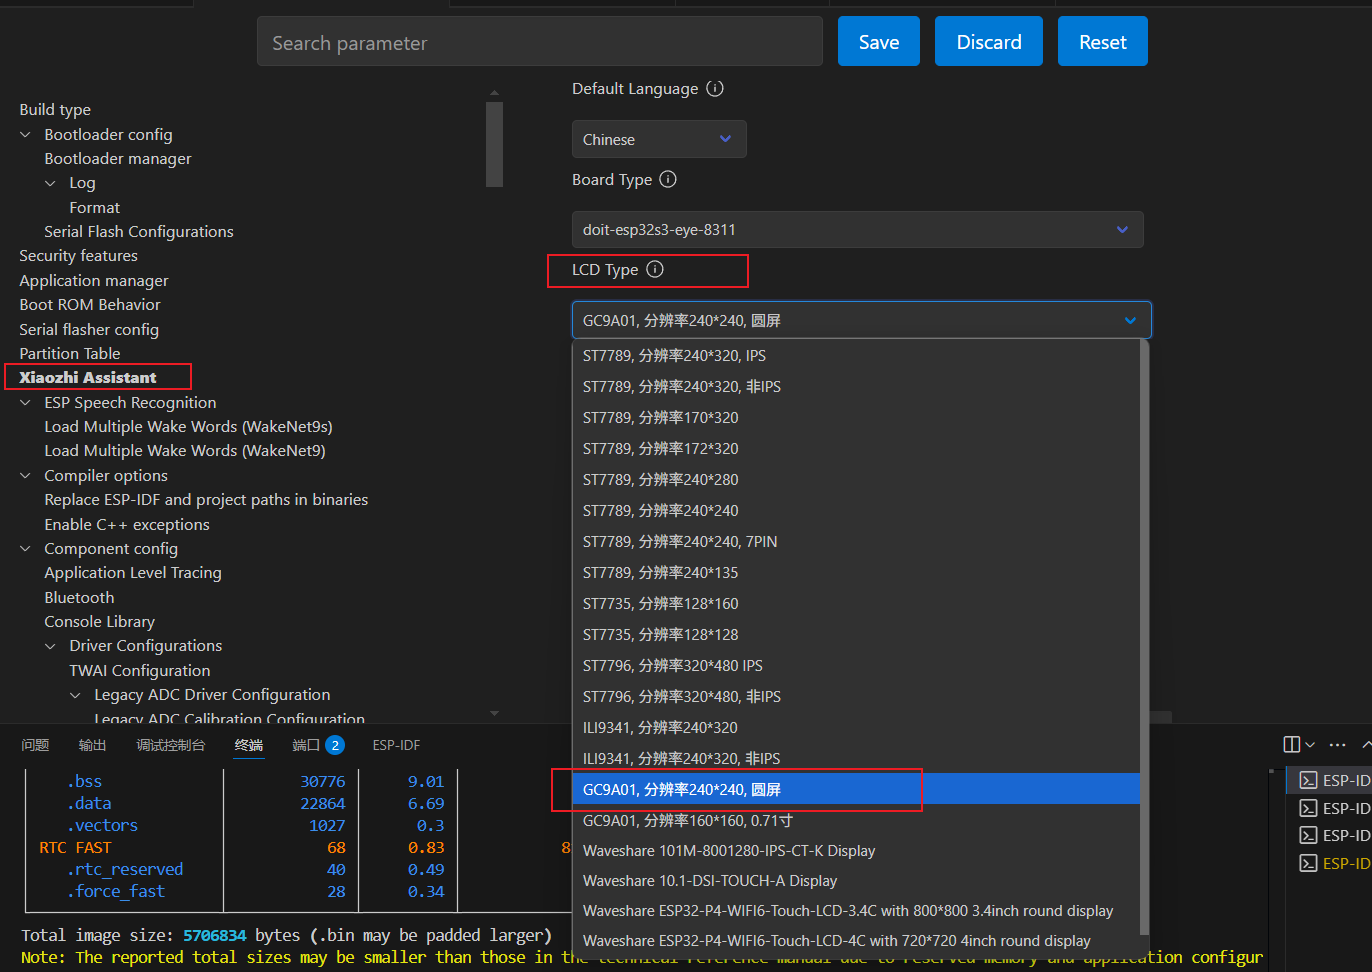 Search parameter
Save
Discard
Reset
Build type
Bootloader config
Bootloader manager
Log
Format
Serial Flash Configurations
Security features
Application manager
Boot ROM Behavior
Serial flasher config
Partition Table
Xiaozhi Assistant
ESP Speech Recognition
Load Multiple Wake Words (WakeNet9s)
Load Multiple Wake Words (WakeNet9)
Compiler options
Replace ESP-IDF and project paths in binaries
Enable C++ exceptions
Component config
Application Level Tracing
Bluetooth
Console Library
Driver Configurations
TWAI Configuration
Legacy ADC Driver Configuration
Legacy ADC Calibration Configuration
Default Language
Chinese
Board Type
doit-esp32s3-eye-8311
LCD Type
GC9A01, 分辨率240*240, 圆屏
ST7789, 分辨率240*320, IPS
ST7789, 分辨率240*320, 非IPS
ST7789, 分辨率170*320
ST7789, 分辨率172*320
ST7789, 分辨率240*280
ST7789, 分辨率240*240
ST7789, 分辨率240*240, 7PIN
ST7789, 分辨率240*135
ST7735, 分辨率128*160
ST7735, 分辨率128*128
ST7796, 分辨率320*480 IPS
ST7796, 分辨率320*480, 非IPS
ILI9341, 分辨率240*320
ILI9341, 分辨率240*320, 非IPS
GC9A01, 分辨率240*240, 圆屏
GC9A01, 分辨率160*160, 0.71寸
Waveshare 101M-8001280-IPS-CT-K Display
Waveshare 10.1-DSI-TOUCH-A Display
Waveshare ESP32-P4-WIFI6-Touch-LCD-3.4C with 800*800 3.4inch round display
Waveshare ESP32-P4-WIFI6-Touch-LCD-4C with 720*720 4inch round display
问题 输出 调试控制台 终端 端口 2 ESP-IDF
.bss 30776 9.01
.data 22864 6.69
.vectors 1027 0.3
RTC FAST 68 0.83 8
.rtc_reserved 40 0.49
.force_fast 28 0.34
Total image size: 5706834 bytes (.bin may be padded larger)
Note: The reported total sizes may be smaller than those in the technical reference manual due to reserved memory and application configur
ESP-ID
ESP-ID
ESP-ID
ESP-ID